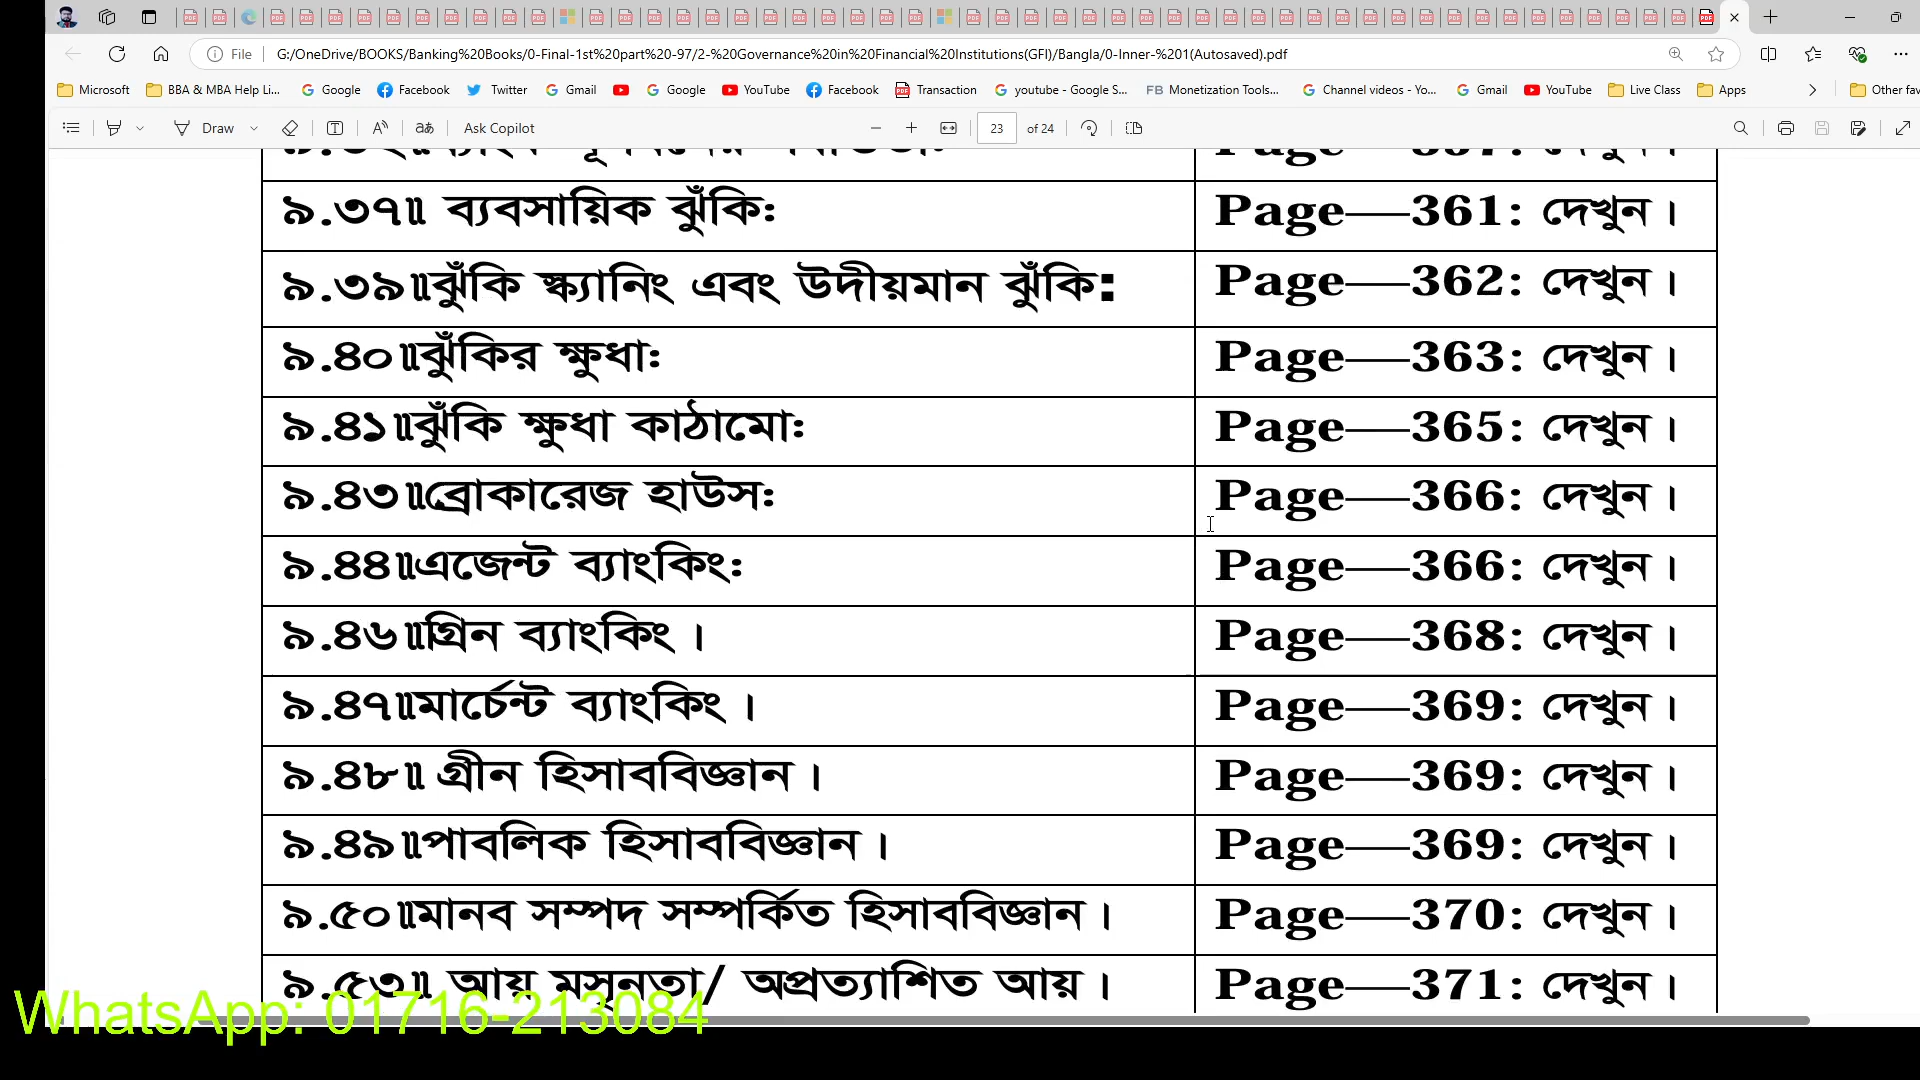 File
G:/OneDrive/BOOKS/Banking%20Books/0-Final-1st%20part%20-97/2-%20Governance%20in%20Financial%20Institutions(GFI)/Bangla/0-Inner-%201(Autosaved).pdf
Microsoft BBA & MBA Help Li... Google Facebook Twitter Gmail Google YouTube Facebook Transaction youtube - Google S... Monetization Tools... Channel videos - Yo... Gmail YouTube Live Class Apps Other fav
Draw Ask Copilot 23 of 24
৯.৩৭॥ ব্যবসায়িক ঝুঁকিঃ Page—361: দেখুন।
৯.৩৯॥ঝুঁকি স্ক্যানিং এবং উদীয়মান ঝুঁকি: Page—362: দেখুন।
৯.৪০॥ঝুঁকির ক্ষুধাঃ Page—363: দেখুন।
৯.৪১॥ঝুঁকি ক্ষুধা কাঠামোঃ Page—365: দেখুন।
৯.৪৩॥ব্রোকারেজ হাউসঃ Page—366: দেখুন।
৯.৪৪॥এজেন্ট ব্যাংকিংঃ Page—366: দেখুন।
৯.৪৬॥গ্রিন ব্যাংকিং। Page—368: দেখুন।
৯.৪৭॥মার্চেন্ট ব্যাংকিং। Page—369: দেখুন।
৯.৪৮॥ গ্রীন হিসাববিজ্ঞান। Page—369: দেখুন।
৯.৪৯॥পাবলিক হিসাববিজ্ঞান। Page—369: দেখুন।
৯.৫০॥মানব সম্পদ সম্পর্কিত হিসাববিজ্ঞান। Page—370: দেখুন।
৯.৫৩॥ আয় মসৃনতা/ অপ্রত্যাশিত আয়। Page—371: দেখুন।
WhatsApp: 01716-213084